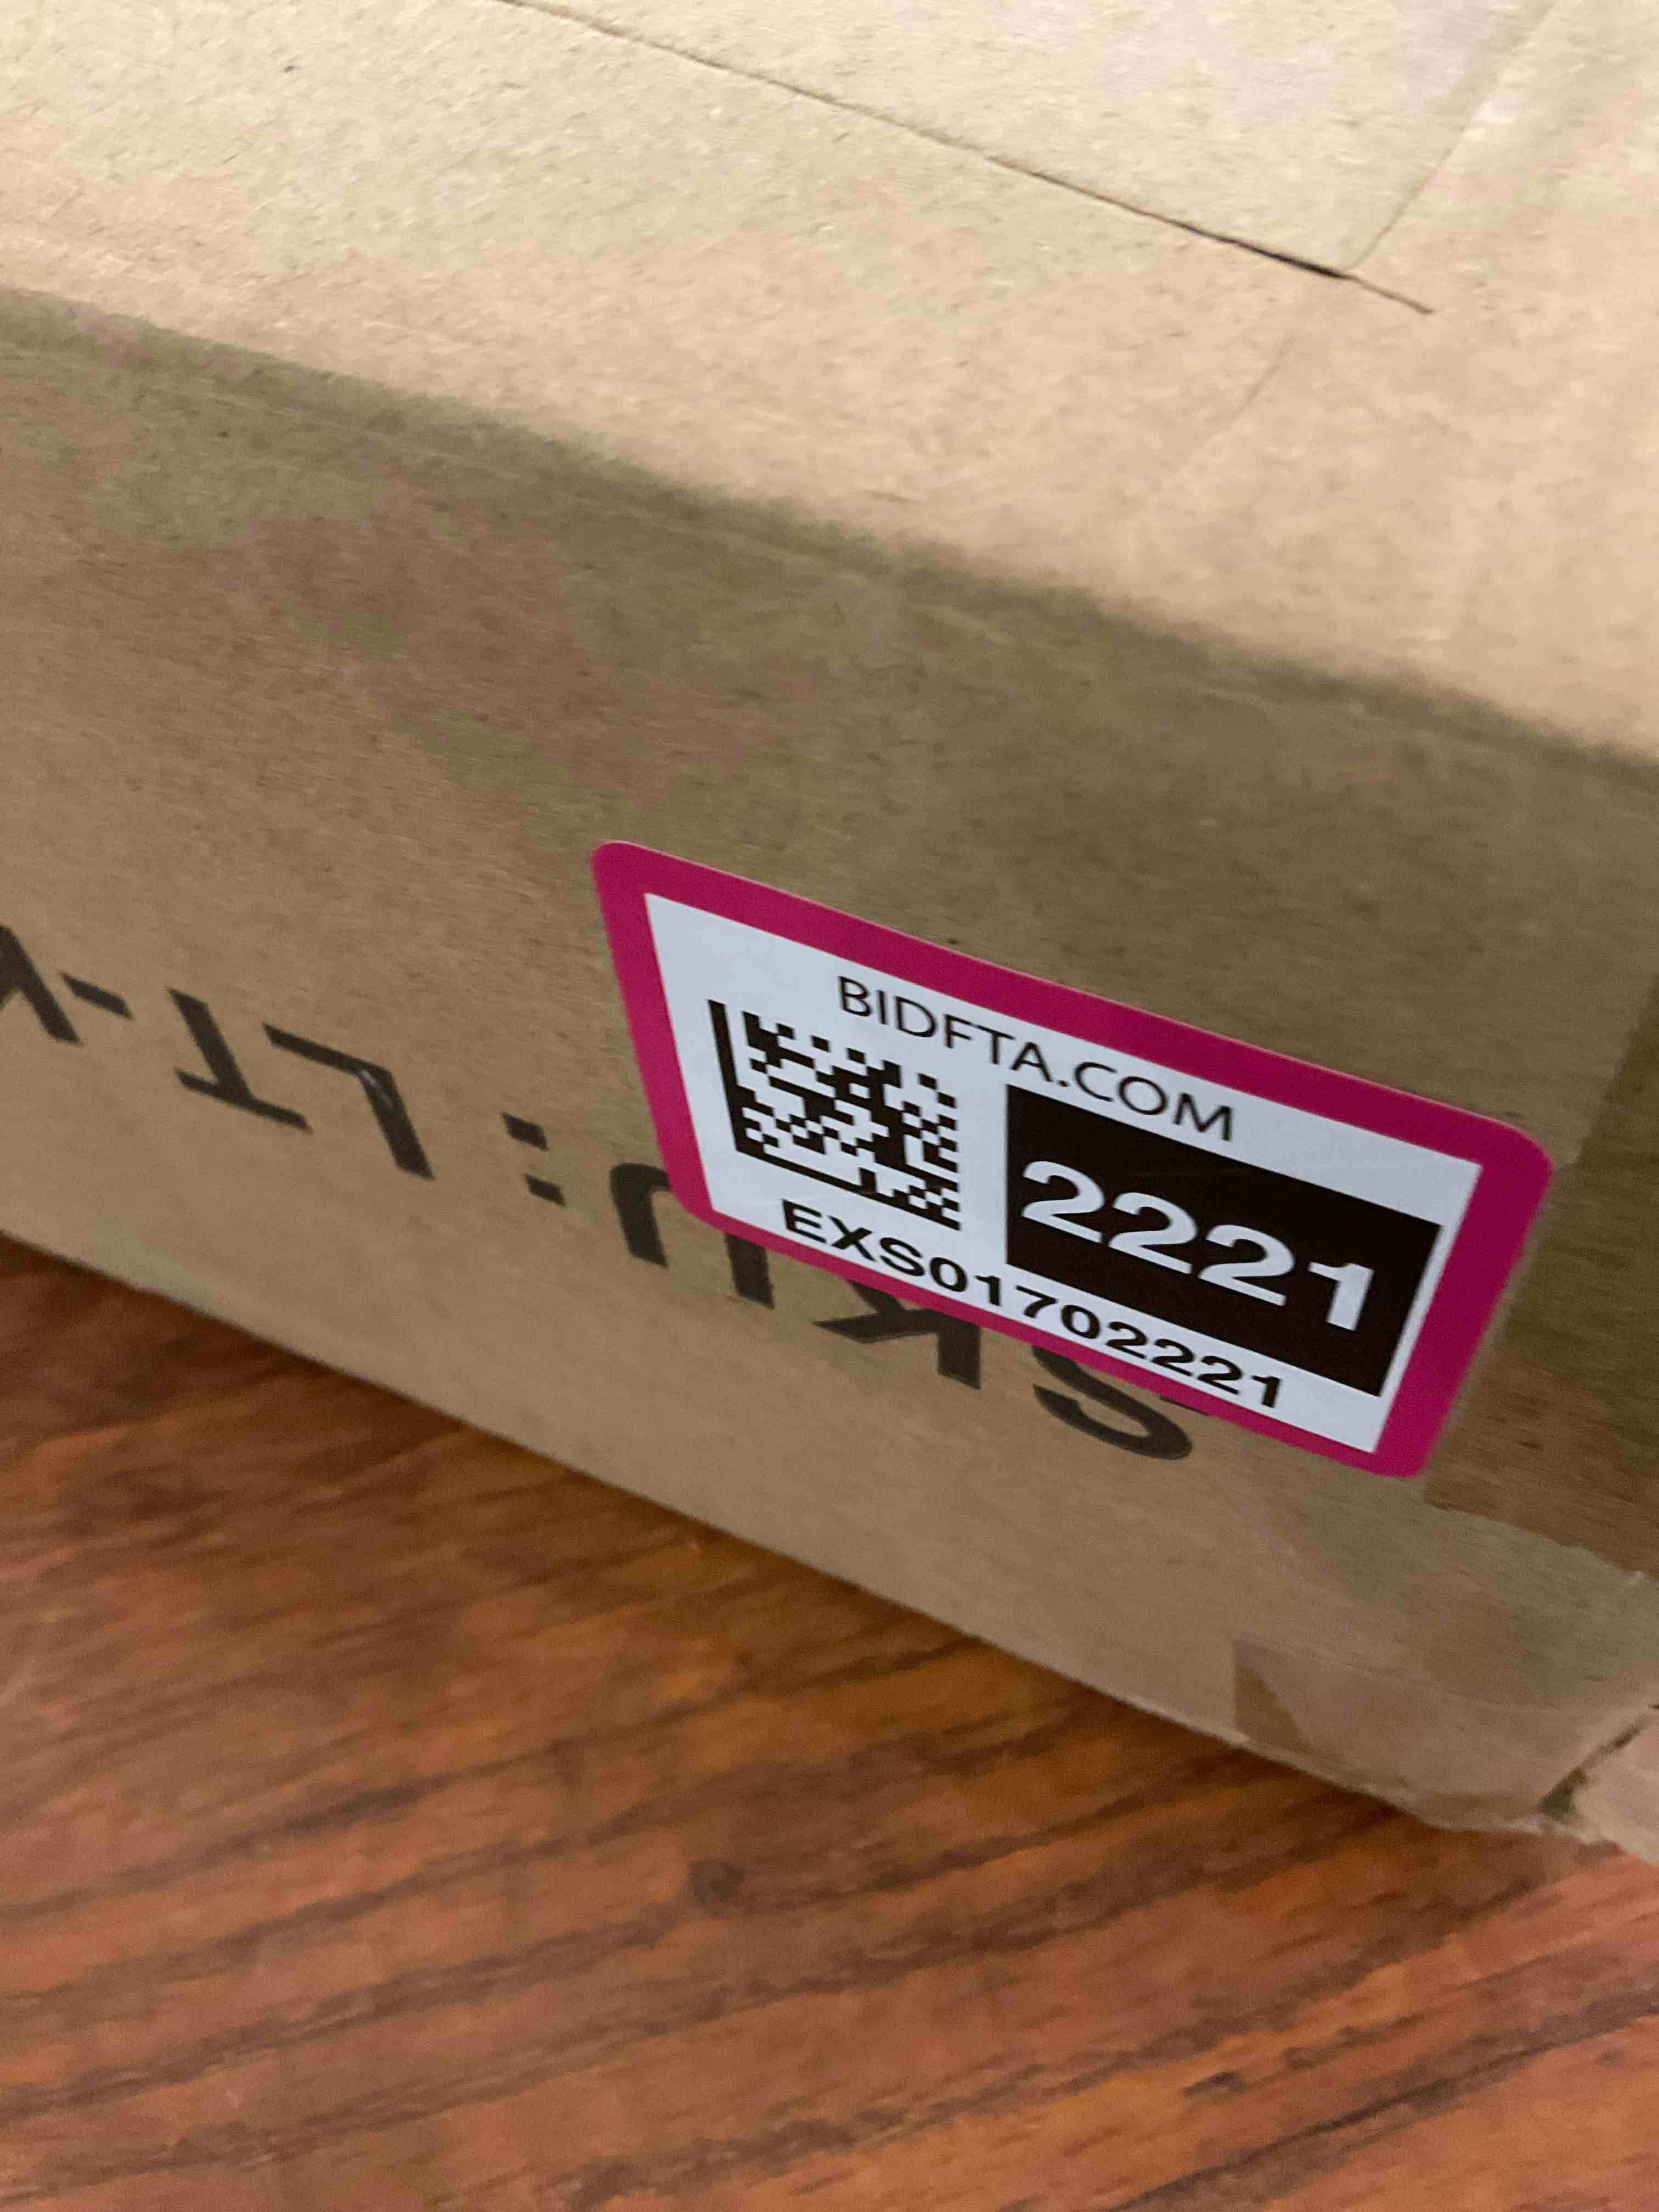 BIDFTA.COM
2221
EXS01702221
SKU: LT-